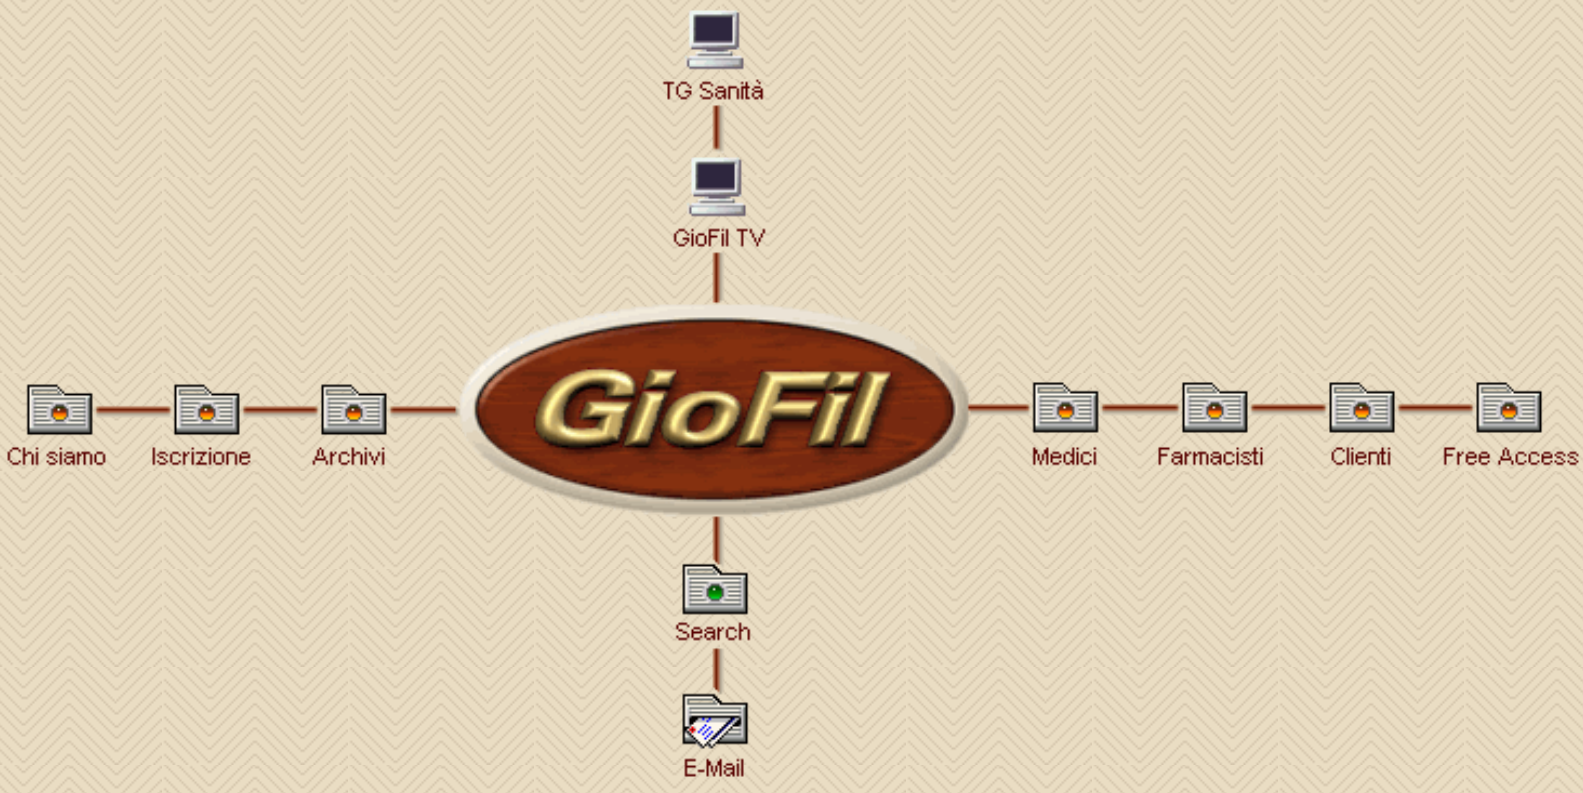 TG Sanità
GioFil TV
GioFil
Chi siamo
Iscrizione
Archivi
Medici
Farmacisti
Clienti
Free Access
Search
E-Mail